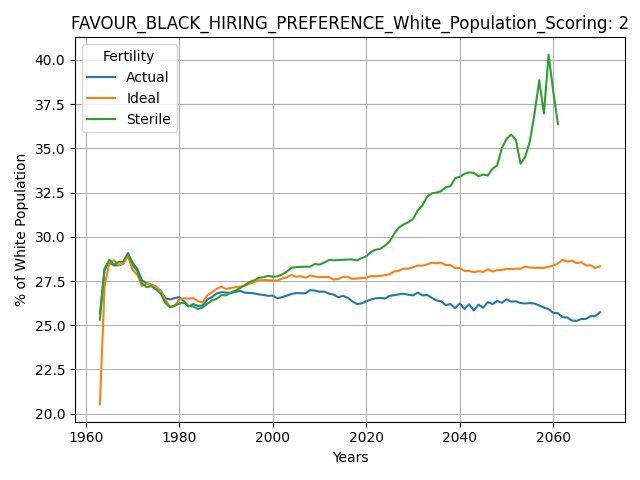 FAVOUR_BLACK_HIRING_PREFERENCE_White_Population_Scoring: 2
Fertility
Actual
Ideal
Sterile
% of White Population
40.0
37.5
35.0
32.5
30.0
27.5
25.0
22.5
20.0
1960 1980 2000 2020 2040 2060
Years